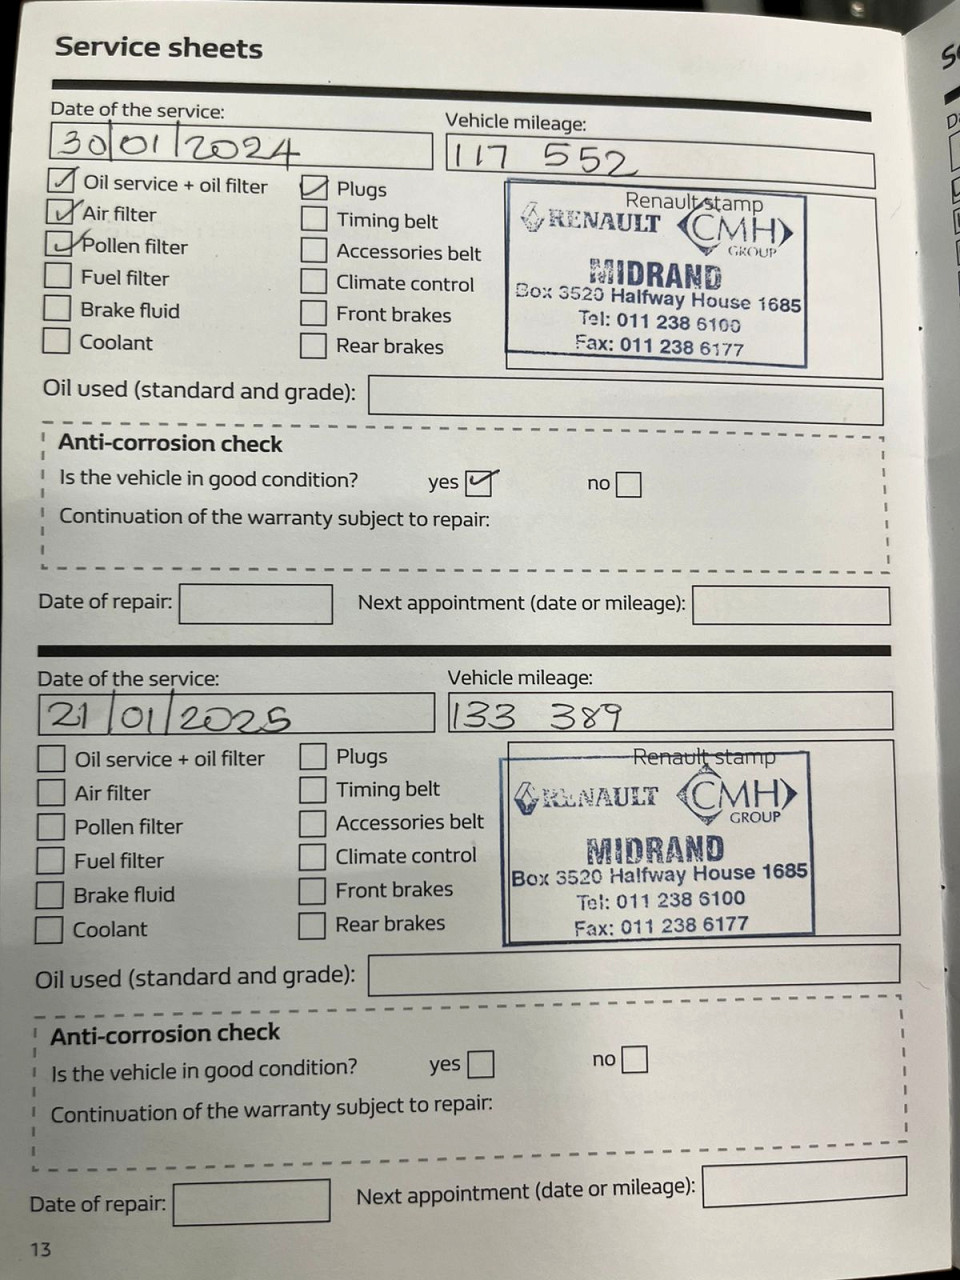 Service sheets
Date of the service:
30/01/2024
Vehicle mileage:
117 552
Oil service + oil filter
Air filter
Pollen filter
Fuel filter
Brake fluid
Coolant
Plugs
Timing belt
Accessories belt
Climate control
Front brakes
Rear brakes
Renault stamp
RENAULT CMH GROUP
MIDRAND
Box 3520 Halfway House 1685
Tel: 011 238 6100
Fax: 011 238 6177
Oil used (standard and grade):
Anti-corrosion check
Is the vehicle in good condition? yes no
Continuation of the warranty subject to repair:
Date of repair: Next appointment (date or mileage):
Date of the service:
21/01/2025
Vehicle mileage:
133 389
Oil service + oil filter
Air filter
Pollen filter
Fuel filter
Brake fluid
Coolant
Plugs
Timing belt
Accessories belt
Climate control
Front brakes
Rear brakes
Renault stamp
RENAULT CMH GROUP
MIDRAND
Box 3520 Halfway House 1685
Tel: 011 238 6100
Fax: 011 238 6177
Oil used (standard and grade):
Anti-corrosion check
Is the vehicle in good condition? yes no
Continuation of the warranty subject to repair:
Date of repair: Next appointment (date or mileage):
13